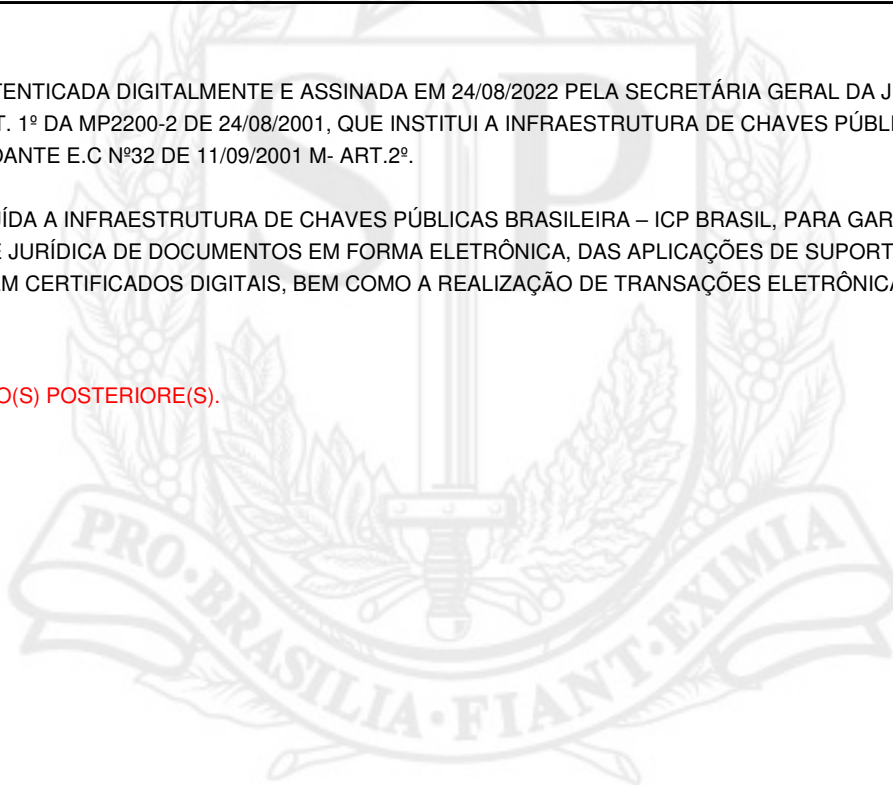 TENTICADA DIGITALMENTE E ASSINADA EM 24/08/2022 PELA SECRETÁRIA GERAL DA J
T. 1º DA MP2200-2 DE 24/08/2001, QUE INSTITUI A INFRAESTRUTURA DE CHAVES PÚBL
DANTE E.C Nº32 DE 11/09/2001 M- ART.2º.
UÍDA A INFRAESTRUTURA DE CHAVES PÚBLICAS BRASILEIRA – ICP BRASIL, PARA GAR
E JURÍDICA DE DOCUMENTOS EM FORMA ELETRÔNICA, DAS APLICAÇÕES DE SUPORT
EM CERTIFICADOS DIGITAIS, BEM COMO A REALIZAÇÃO DE TRANSAÇÕES ELETRÔNICA
O(S) POSTERIORE(S).
SP
PRO·BRASILIA·FIANT·EXIMIA